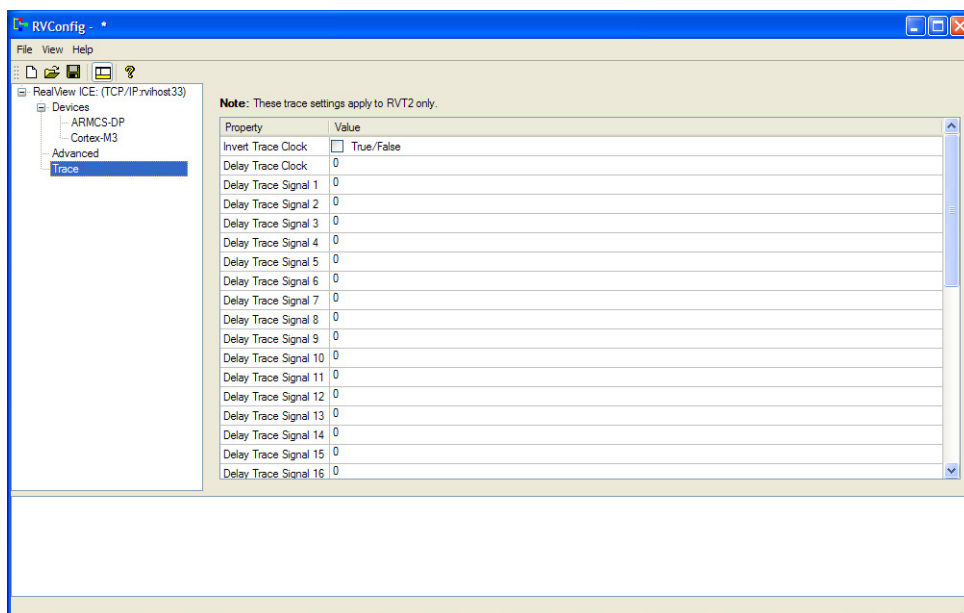 RVConfig - *
File View Help
RealView ICE: (TCP/IP:rvihost33)
Devices
ARMCS-DP
Cortex-M3
Advanced
Trace
Note: These trace settings apply to RVT2 only.
Property Value
Invert Trace Clock True/False
Delay Trace Clock 0
Delay Trace Signal 1 0
Delay Trace Signal 2 0
Delay Trace Signal 3 0
Delay Trace Signal 4 0
Delay Trace Signal 5 0
Delay Trace Signal 6 0
Delay Trace Signal 7 0
Delay Trace Signal 8 0
Delay Trace Signal 9 0
Delay Trace Signal 10 0
Delay Trace Signal 11 0
Delay Trace Signal 12 0
Delay Trace Signal 13 0
Delay Trace Signal 14 0
Delay Trace Signal 15 0
Delay Trace Signal 16 0